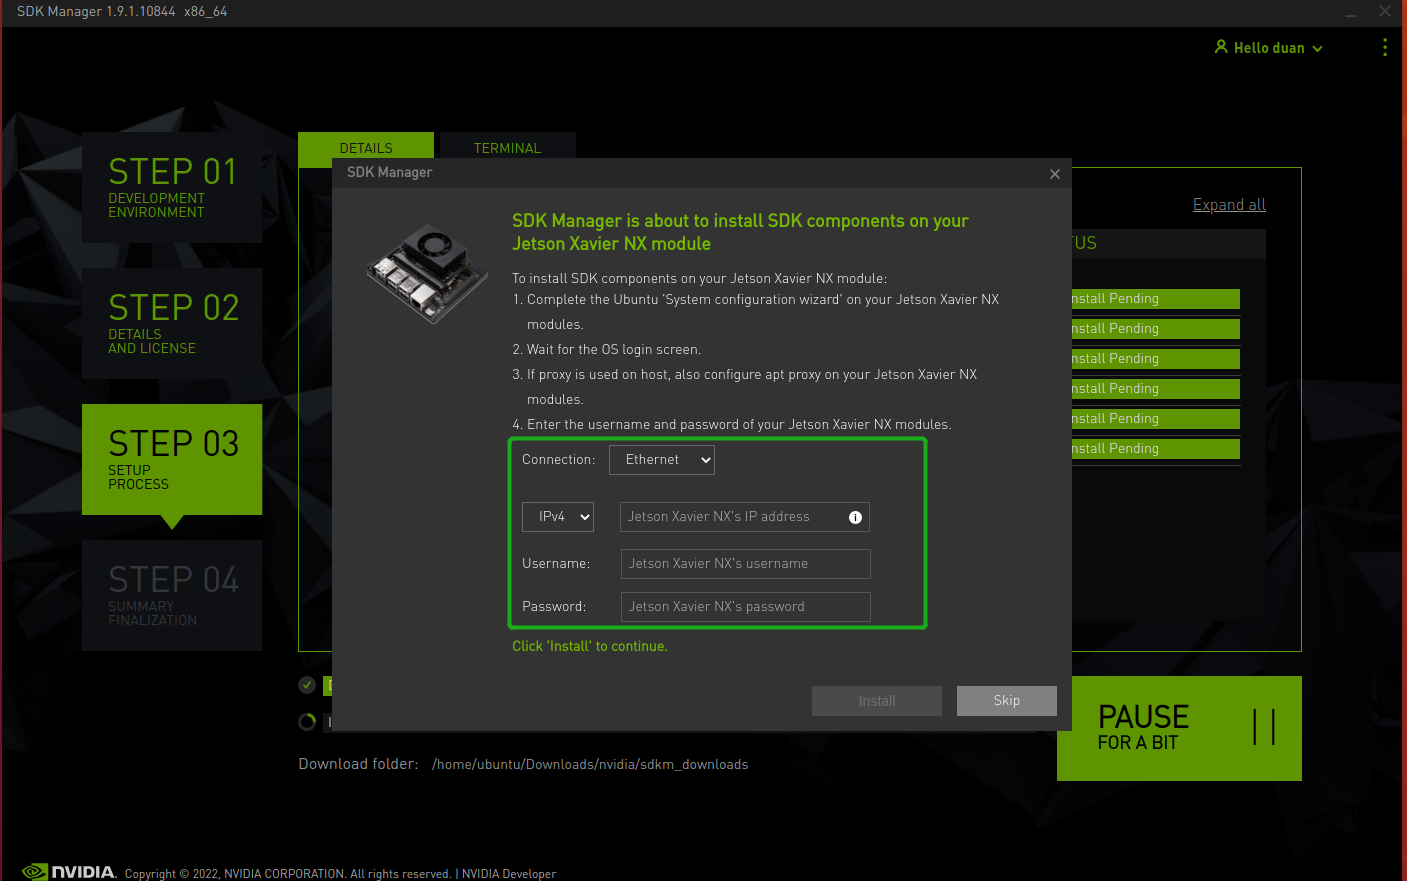 SDK Manager 1.9.1.10844 x86_64
Hello duan
STEP 01
DEVELOPMENT
ENVIRONMENT
STEP 02
DETAILS
AND LICENSE
STEP 03
SETUP
PROCESS
STEP 04
SUMMARY
FINALIZATION
DETAILS
TERMINAL
Expand all
TUS
nstall Pending
nstall Pending
nstall Pending
nstall Pending
nstall Pending
nstall Pending
SDK Manager
SDK Manager is about to install SDK components on your
Jetson Xavier NX module
To install SDK components on your Jetson Xavier NX module:
1. Complete the Ubuntu 'System configuration wizard' on your Jetson Xavier NX
modules.
2. Wait for the OS login screen.
3. If proxy is used on host, also configure apt proxy on your Jetson Xavier NX
modules.
4. Enter the username and password of your Jetson Xavier NX modules.
Connection: Ethernet
IPv4 Jetson Xavier NX's IP address
Username: Jetson Xavier NX's username
Password: Jetson Xavier NX's password
Click 'Install' to continue.
Install Skip
PAUSE
FOR A BIT
Download folder: /home/ubuntu/Downloads/nvidia/sdkm_downloads
NVIDIA. Copyright © 2022, NVIDIA CORPORATION. All rights reserved. | NVIDIA Developer